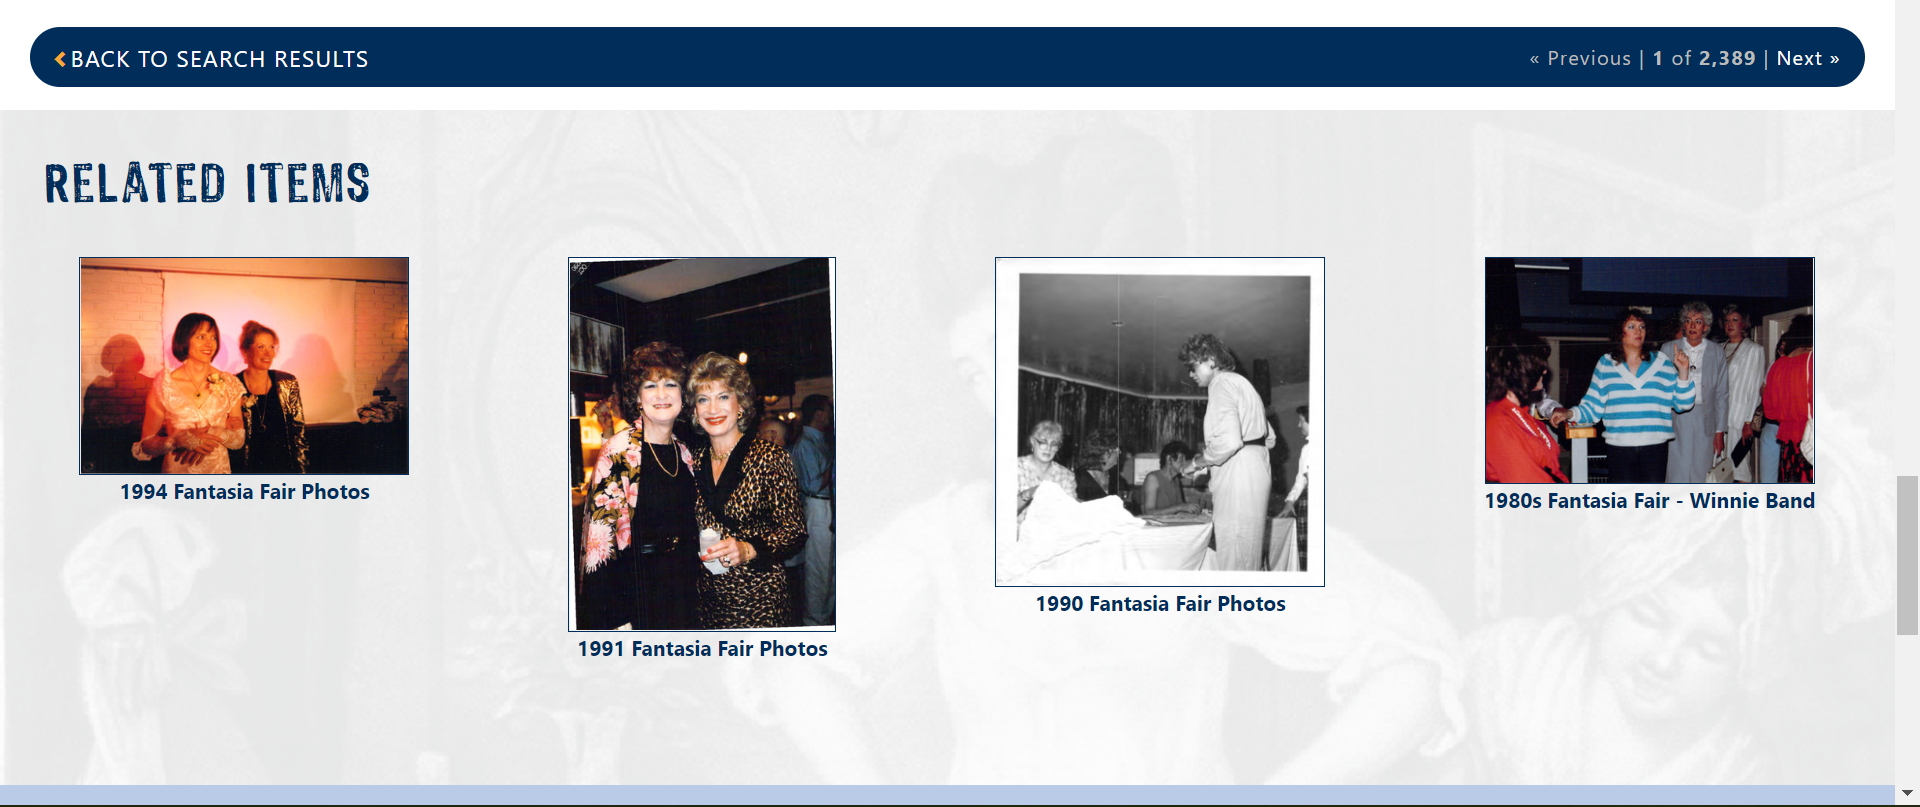 BACK TO SEARCH RESULTS
« Previous | 1 of 2,389 | Next »
RELATED ITEMS
1994 Fantasia Fair Photos
1991 Fantasia Fair Photos
1990 Fantasia Fair Photos
1980s Fantasia Fair - Winnie Band